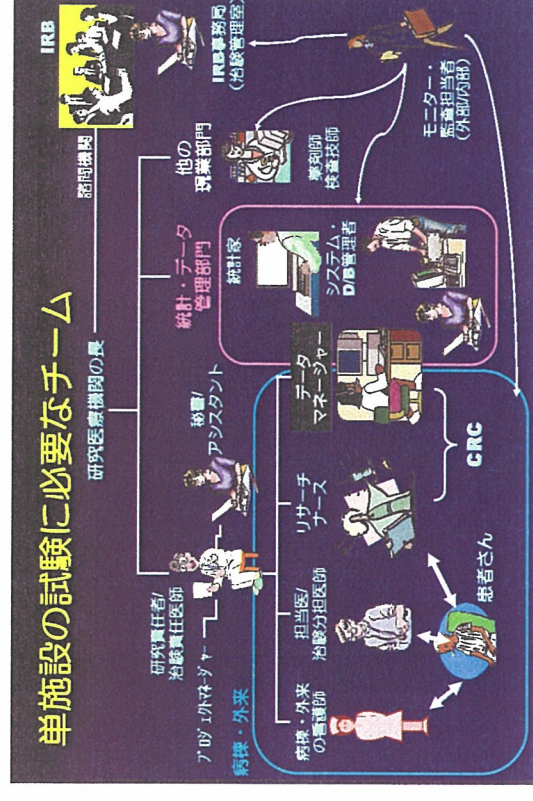 単施設の試験に必要なチーム
IRB
諮問機関
研究医療機関の長
IRB事務局
(治験管理室)
研究責任者/
治験責任医師
プロジェクトマネージャー
秘書/
アシスタント
統計・データ
管理部門
他の
現業部門
薬剤師
検査技師
統計家
システム・
D/B管理者
モニター・
監査担当者
(外部/内部)
病棟・外来
病棟・外来
の看護師
担当医/
治験分担医師
リサーチ
ナース
データ
マネージャー
CRC
患者さん